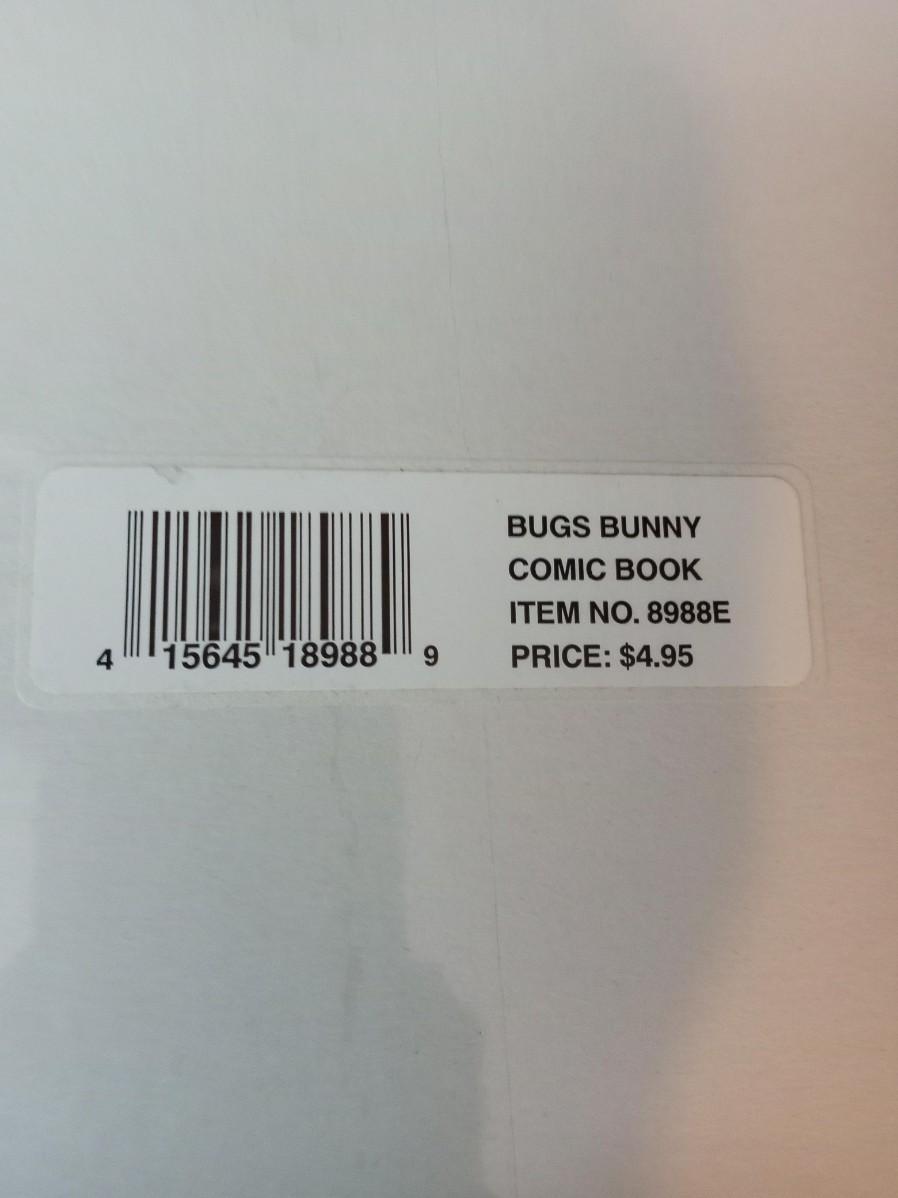 BUGS BUNNY
COMIC BOOK
ITEM NO. 8988E
PRICE: $4.95
4 15645 18988 9